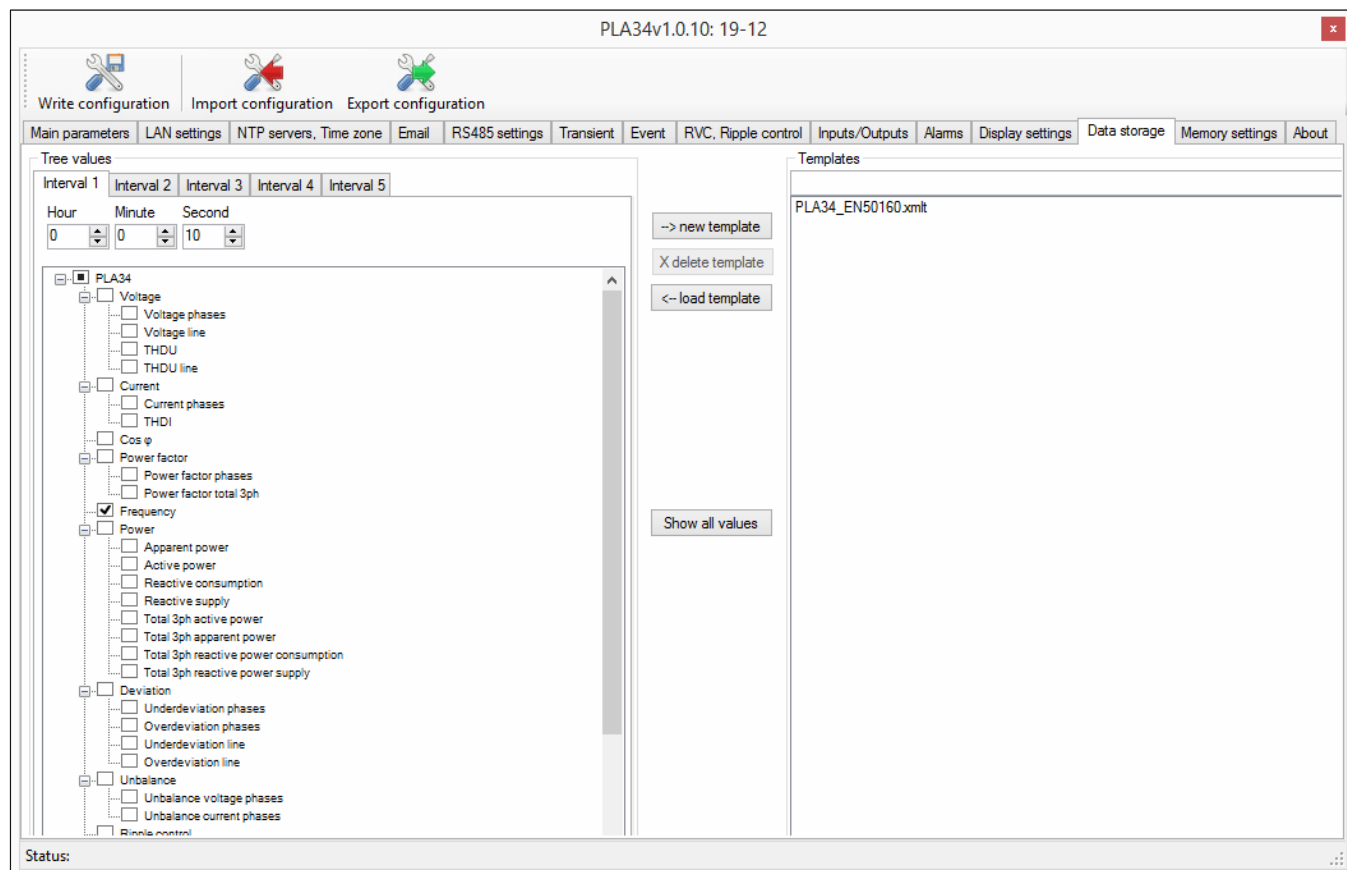 PLA34v1.0.10: 19-12
x
Write configuration Import configuration Export configuration
Main parameters LAN settings NTP servers, Time zone Email RS485 settings Transient Event RVC, Ripple control Inputs/Outputs Alarms Display settings Data storage Memory settings About
Tree values
Interval 1 Interval 2 Interval 3 Interval 4 Interval 5
Hour Minute Second
0 0 10
PLA34
Voltage
Voltage phases
Voltage line
THDU
THDU line
Current
Current phases
THDI
Cos φ
Power factor
Power factor phases
Power factor total 3ph
Frequency
Power
Apparent power
Active power
Reactive consumption
Reactive supply
Total 3ph active power
Total 3ph apparent power
Total 3ph reactive power consumption
Total 3ph reactive power supply
Deviation
Underdeviation phases
Overdeviation phases
Underdeviation line
Overdeviation line
Unbalance
Unbalance voltage phases
Unbalance current phases
Ripple control
--> new template
X delete template
<-- load template
Show all values
Templates
PLA34_EN50160.xmlt
Status: